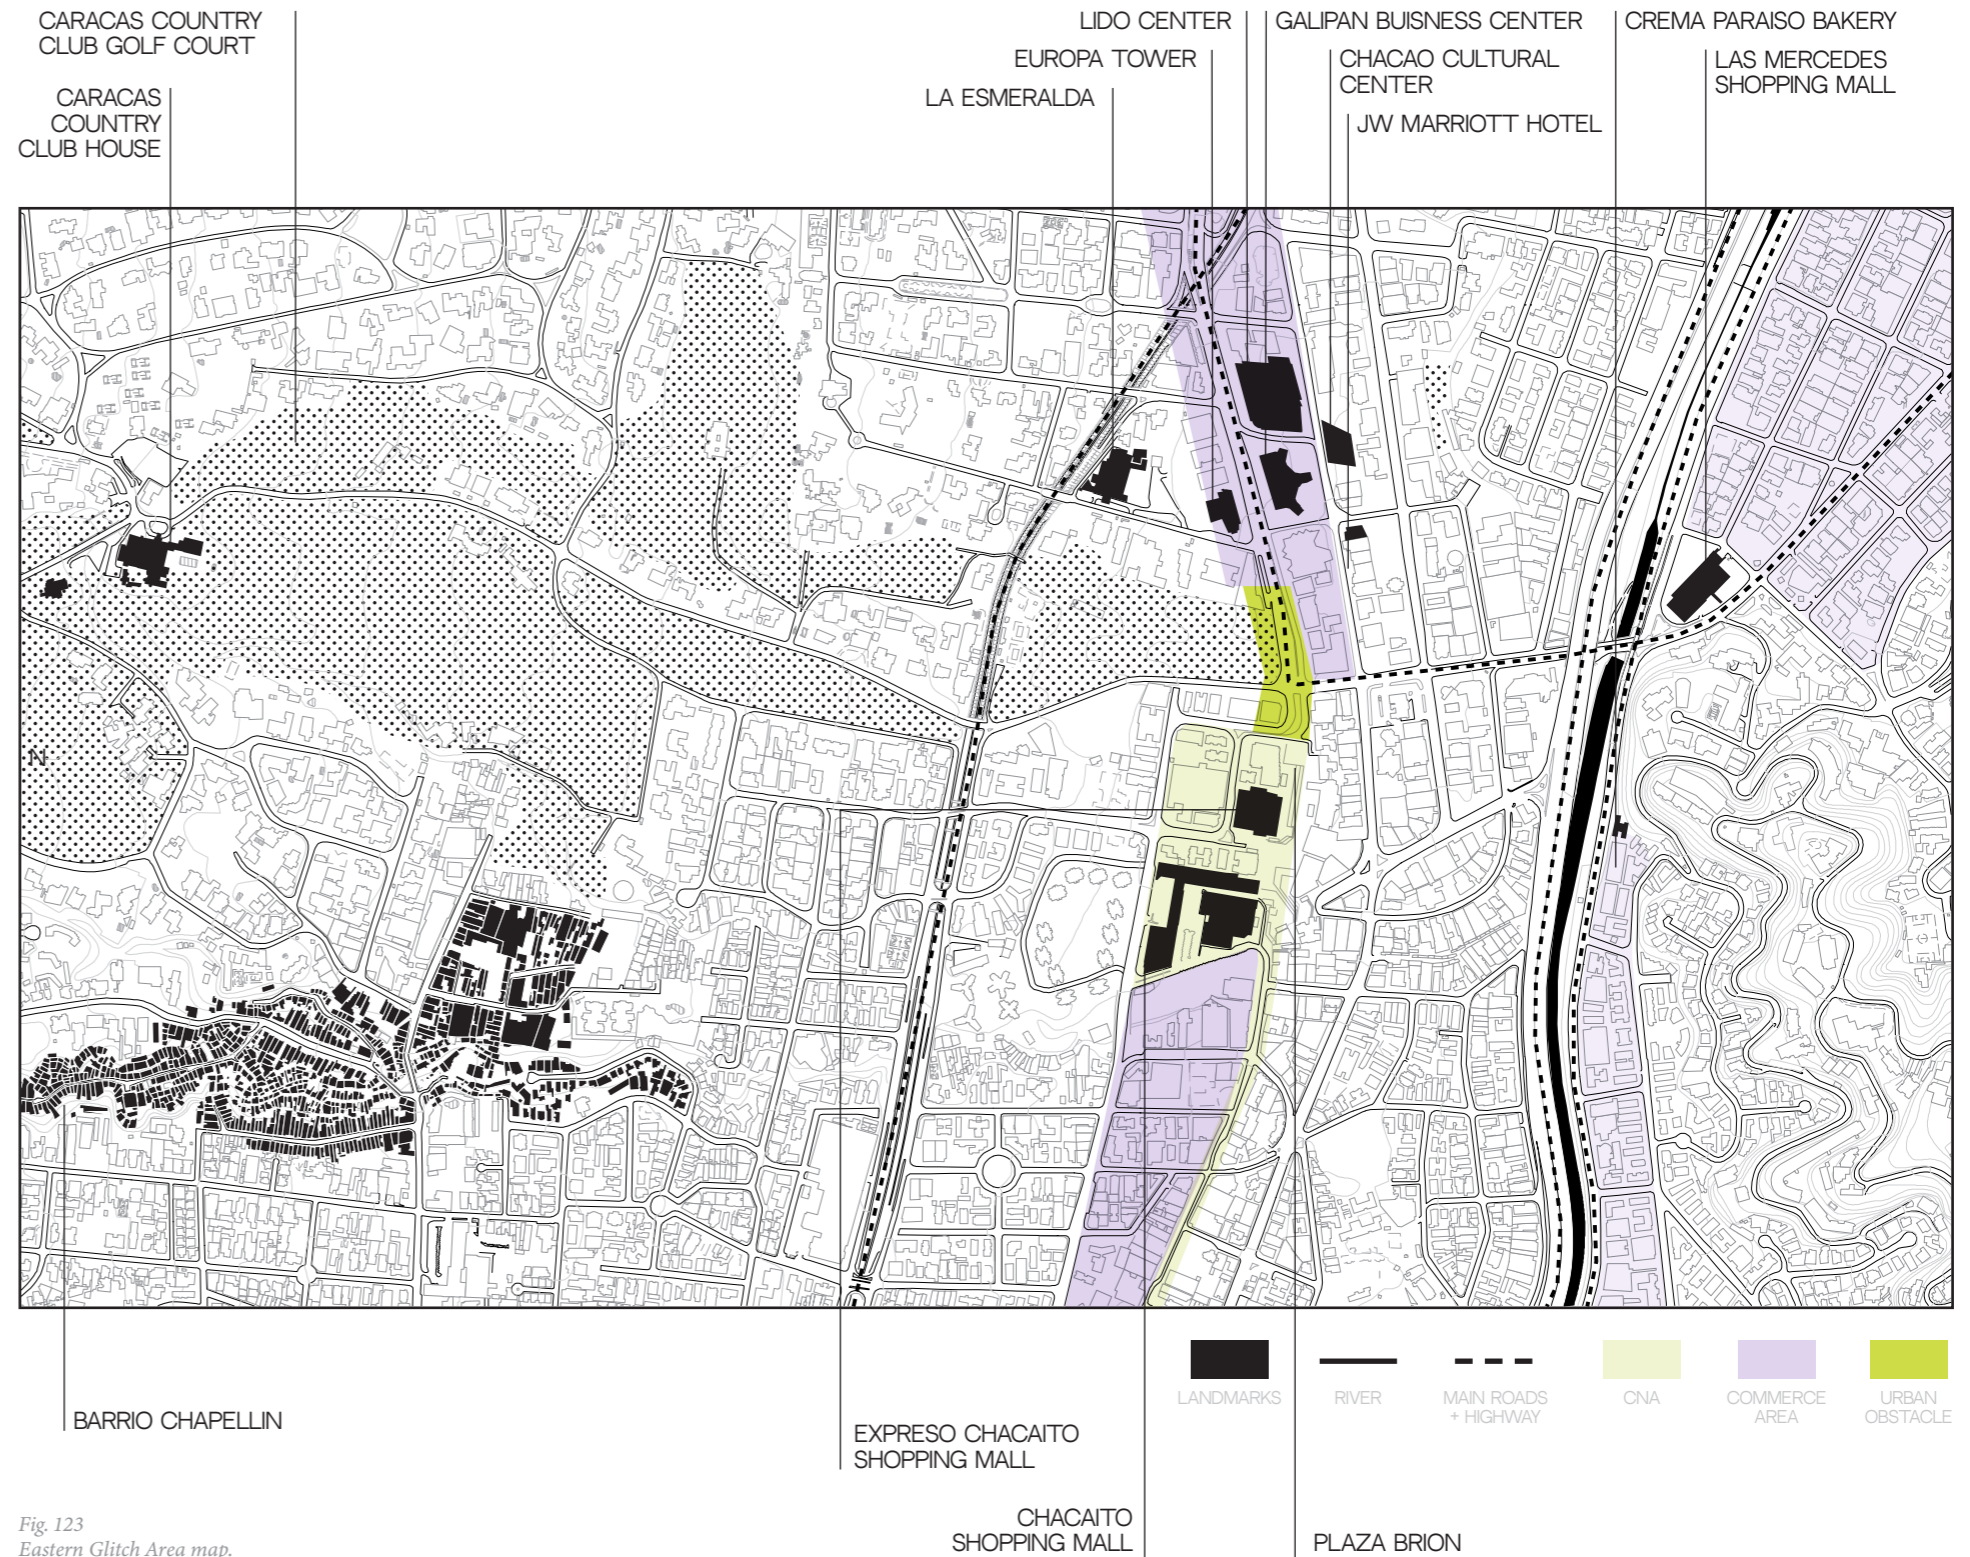 CARACAS COUNTRY
CLUB GOLF COURT
CARACAS
COUNTRY
CLUB HOUSE
LIDO CENTER
EUROPA TOWER
LA ESMERALDA
GALIPAN BUISNESS CENTER
CHACAO CULTURAL
CENTER
JW MARRIOTT HOTEL
CREMA PARAISO BAKERY
LAS MERCEDES
SHOPPING MALL
N
LANDMARKS
RIVER
MAIN ROADS
+ HIGHWAY
CNA
COMMERCE
AREA
URBAN
OBSTACLE
BARRIO CHAPELLIN
EXPRESO CHACAITO
SHOPPING MALL
CHACAITO
SHOPPING MALL
PLAZA BRION
Fig. 123
Eastern Glitch Area map.